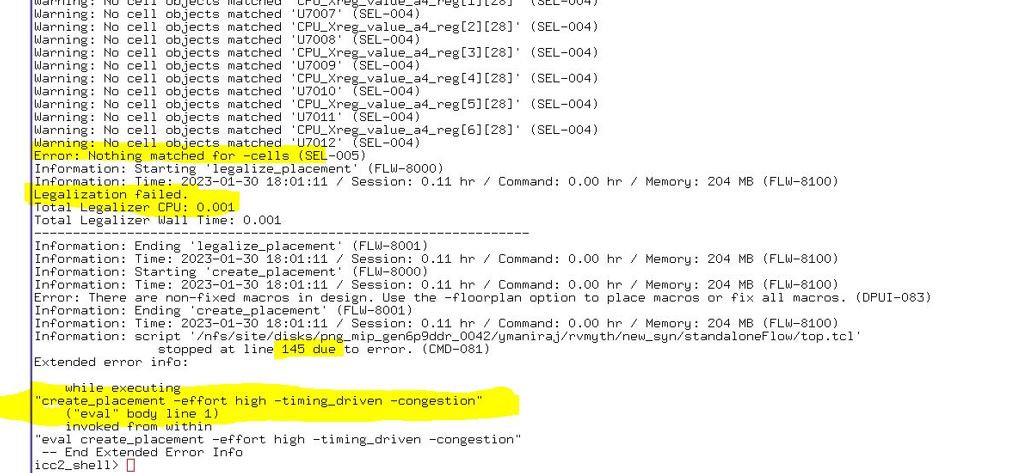 Warning: No cell objects matched 'CPU_Xreg_value_a4_reg[1][28]' (SEL-004)
Warning: No cell objects matched 'U7007' (SEL-004)
Warning: No cell objects matched 'CPU_Xreg_value_a4_reg[2][28]' (SEL-004)
Warning: No cell objects matched 'U7008' (SEL-004)
Warning: No cell objects matched 'CPU_Xreg_value_a4_reg[3][28]' (SEL-004)
Warning: No cell objects matched 'U7009' (SEL-004)
Warning: No cell objects matched 'CPU_Xreg_value_a4_reg[4][28]' (SEL-004)
Warning: No cell objects matched 'U7010' (SEL-004)
Warning: No cell objects matched 'CPU_Xreg_value_a4_reg[5][28]' (SEL-004)
Warning: No cell objects matched 'U7011' (SEL-004)
Warning: No cell objects matched 'CPU_Xreg_value_a4_reg[6][28]' (SEL-004)
Warning: No cell objects matched 'U7012' (SEL-004)
Error: Nothing matched for -cells (SEL-005)
Information: Starting 'legalize_placement' (FLW-8000)
Information: Time: 2023-01-30 18:01:11 / Session: 0.11 hr / Command: 0.00 hr / Memory: 204 MB (FLW-8100)
Legalization failed.
Total Legalizer CPU: 0.001
Total Legalizer Wall Time: 0.001
----------------------------------------------------------------
Information: Ending 'legalize_placement' (FLW-8001)
Information: Time: 2023-01-30 18:01:11 / Session: 0.11 hr / Command: 0.00 hr / Memory: 204 MB (FLW-8100)
Information: Starting 'create_placement' (FLW-8000)
Information: Time: 2023-01-30 18:01:11 / Session: 0.11 hr / Command: 0.00 hr / Memory: 204 MB (FLW-8100)
Error: There are non-fixed macros in design. Use the -floorplan option to place macros or fix all macros. (DPUI-083)
Information: Ending 'create_placement' (FLW-8001)
Information: Time: 2023-01-30 18:01:11 / Session: 0.11 hr / Command: 0.00 hr / Memory: 204 MB (FLW-8100)
Information: script '/nfs/site/disks/png_mip_gen6p9ddr_0042/ymaniraj/rvmyth/new_syn/standaloneFlow/top.tcl'
stopped at line 145 due to error. (CMD-081)
Extended error info:
while executing
"create_placement -effort high -timing_driven -congestion"
("eval" body line 1)
invoked from within
"eval create_placement -effort high -timing_driven -congestion"
-- End Extended Error Info
icc2_shell>